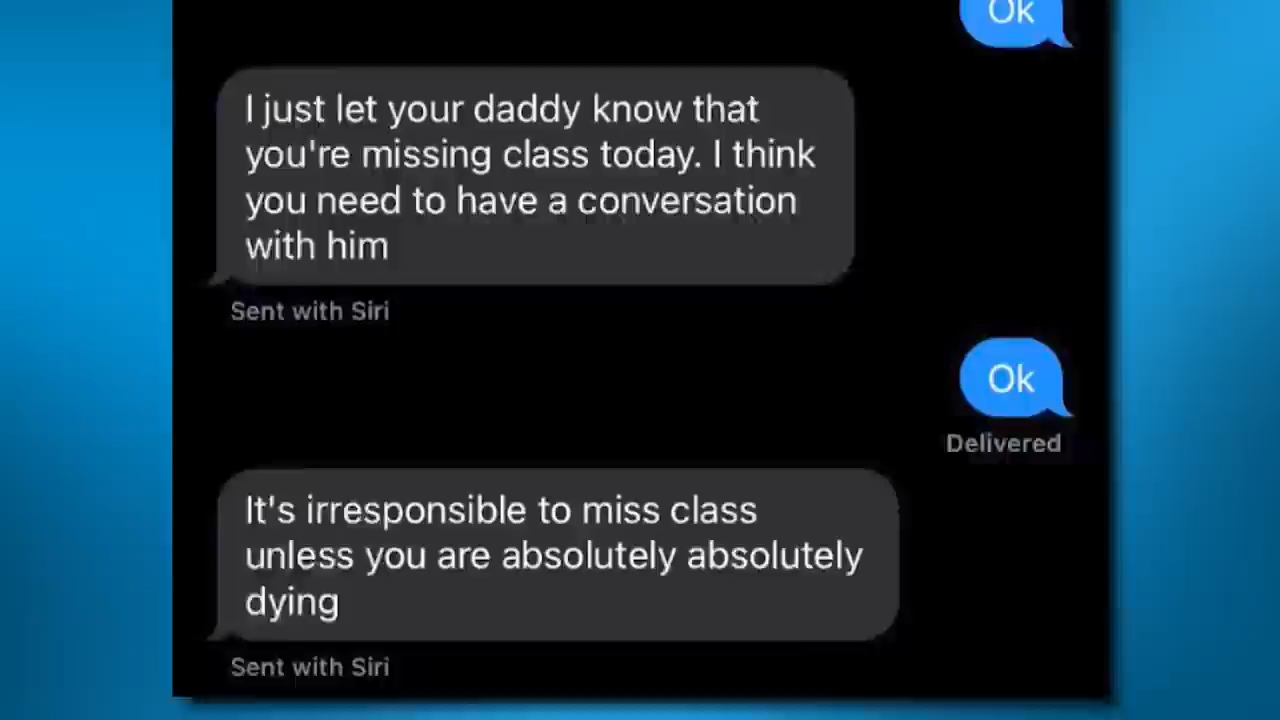 Ok
I just let your daddy know that
you're missing class today. I think
you need to have a conversation
with him
Sent with Siri
Ok
Delivered
It's irresponsible to miss class
unless you are absolutely absolutely
dying
Sent with Siri